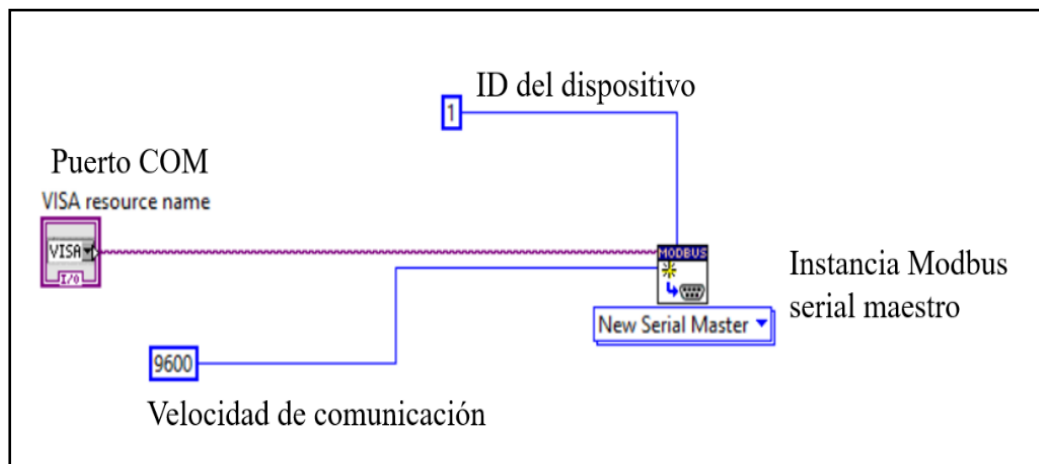 ID del dispositivo
1
Puerto COM
VISA resource name
VISA
I/O
MODBUS
Instancia Modbus
serial maestro
New Serial Master
9600
Velocidad de comunicación